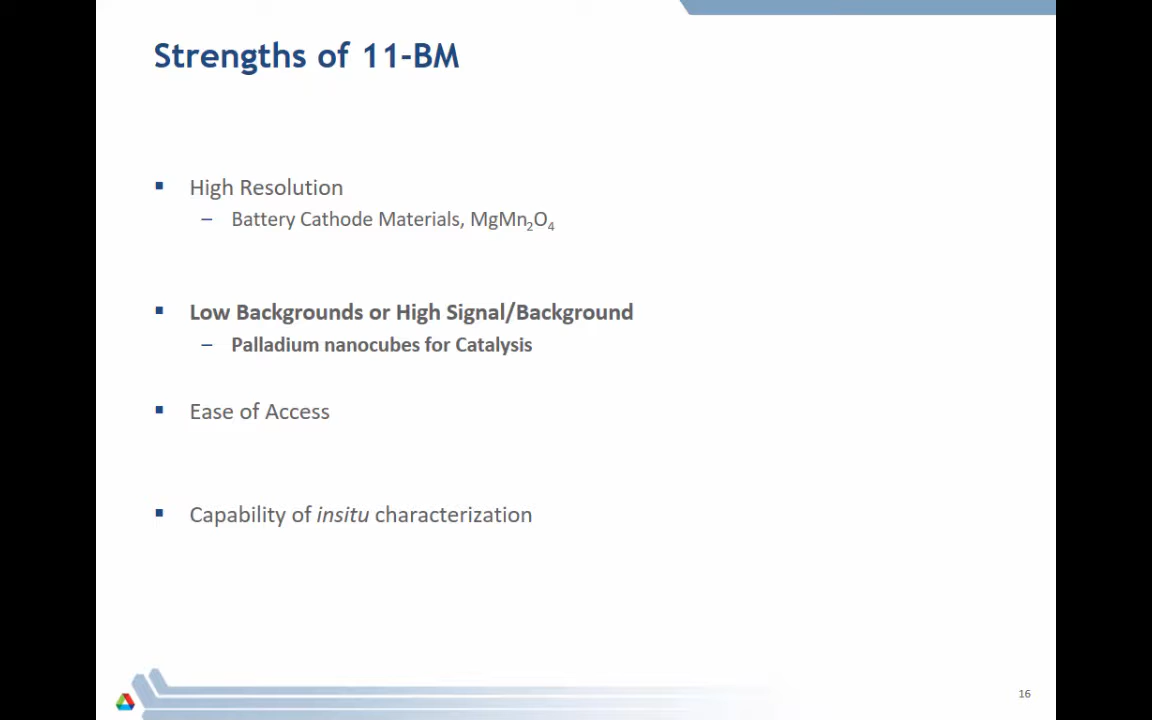 Strengths of 11-BM
▪ High Resolution
– Battery Cathode Materials, MgMn₂O₄
▪ Low Backgrounds or High Signal/Background
– Palladium nanocubes for Catalysis
▪ Ease of Access
▪ Capability of insitu characterization
16